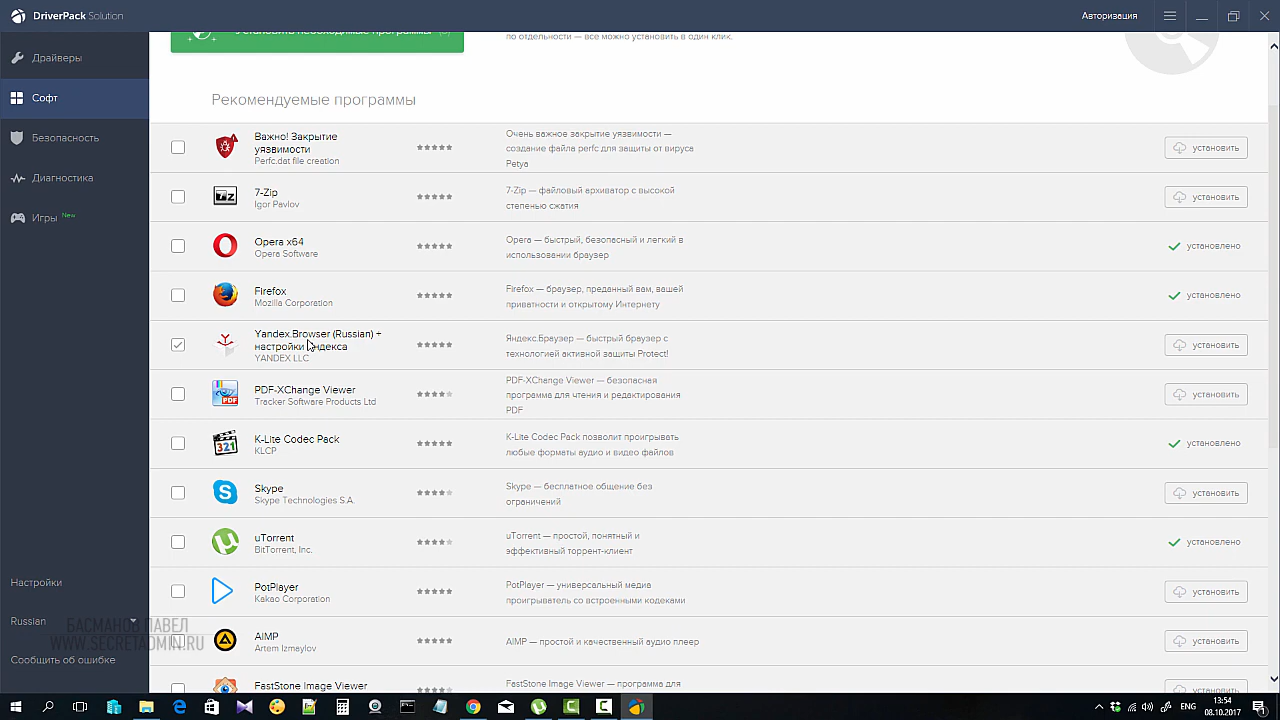 DriverPack Solution
Авторизация
Драйверы
Софт
Безопасность
Диагностика
Игры New
Настройки
Russian
Сообщить об ошибке
БАСМАНОВ ПАВЕЛ
WWW.SECRETADMIN.RU
Установить необходимые программы
по отдельности — все можно установить в один клик.
Рекомендуемые программы
Важно! Закрытие
уязвимости
Perfc.dat file creation
Очень важное закрытие уязвимости —
создание файла perfc для защиты от вируса
Petya
установить
7-Zip
Igor Pavlov
7-Zip — файловый архиватор с высокой
степенью сжатия
установить
Opera x64
Opera Software
Opera — быстрый, безопасный и легкий в
использовании браузер
установлено
Firefox
Mozilla Corporation
Firefox — браузер, преданный вам, вашей
приватности и открытому Интернету
установлено
Yandex.Browser (Russian) +
настройки Яндекса
YANDEX LLC
Яндекс.Браузер — быстрый браузер с
технологией активной защиты Protect!
установить
PDF-XChange Viewer
Tracker Software Products Ltd
PDF-XChange Viewer — безопасная
программа для чтения и редактирования
PDF
установить
K-Lite Codec Pack
KLCP
K-Lite Codec Pack позволит проигрывать
любые форматы аудио и видео файлов
установлено
Skype
Skype Technologies S.A.
Skype — бесплатное общение без
ограничений
установить
uTorrent
BitTorrent, Inc.
uTorrent — простой, понятный и
эффективный торрент-клиент
установлено
PotPlayer
Kakao Corporation
PotPlayer — универсальный медиа
проигрыватель со встроенными кодеками
установить
AIMP
Artem Izmaylov
AIMP — простой и качественный аудио плеер
установить
FastStone Image Viewer
FastStone Image Viewer — программа для
установить
ENG
13:54
08.10.2017